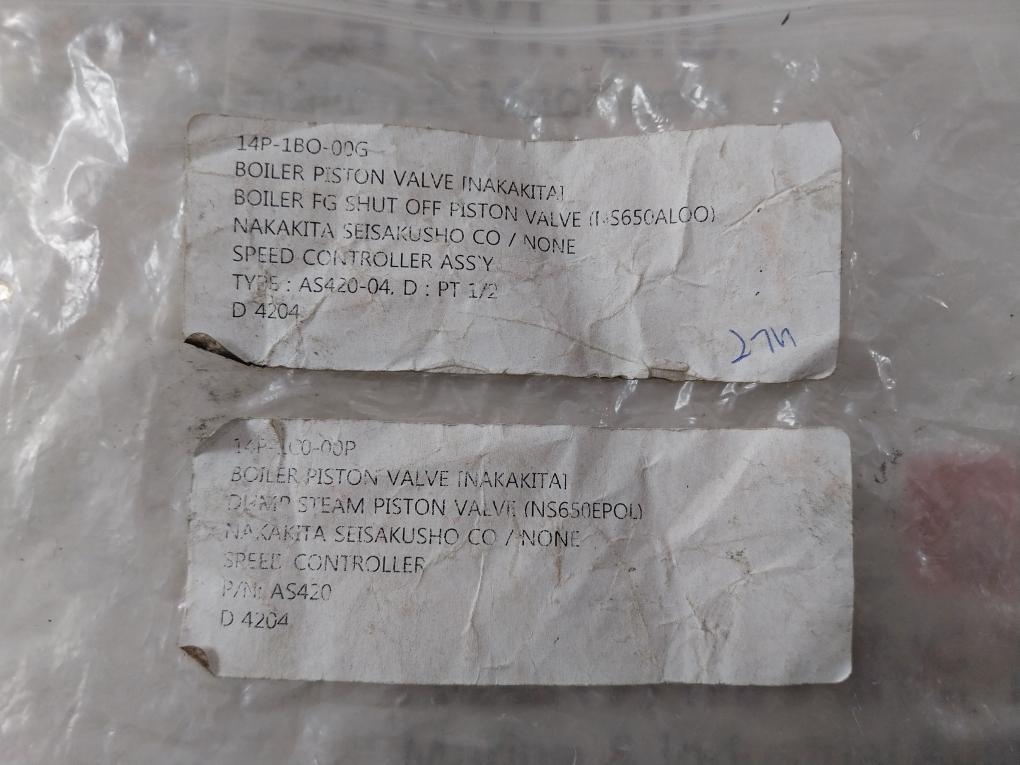 14P-1BO-00G
BOILER PISTON VALVE [NAKAKITA]
BOILER FG SHUT OFF PISTON VALVE (NS650ALOO)
NAKAKITA SEISAKUSHO CO / NONE
SPEED CONTROLLER ASS'Y
TYPE : AS420-04, D : PT 1/2
D 4204
14P-1C0-00P
BOILER PISTON VALVE [NAKAKITA]
DUMP STEAM PISTON VALVE (NS650EPOL)
NAKAKITA SEISAKUSHO CO / NONE
SPEED CONTROLLER
P/N: AS420
D 4204